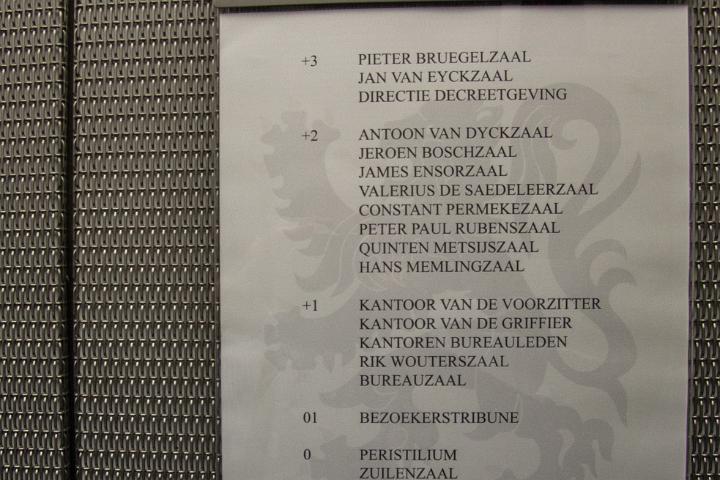 +3 PIETER BRUEGELZAAL
JAN VAN EYCKZAAL
DIRECTIE DECREETGEVING
+2 ANTOON VAN DYCKZAAL
JEROEN BOSCHZAAL
JAMES ENSORZAAL
VALERIUS DE SAEDELEERZAAL
CONSTANT PERMEKEZAAL
PETER PAUL RUBENSZAAL
QUINTEN METSIJSZAAL
HANS MEMLINGZAAL
+1 KANTOOR VAN DE VOORZITTER
KANTOOR VAN DE GRIFFIER
KANTOREN BUREAULEDEN
RIK WOUTERSZAAL
BUREAUZAAL
01 BEZOEKERSTRIBUNE
0 PERISTILIUM
ZUILENZAAL